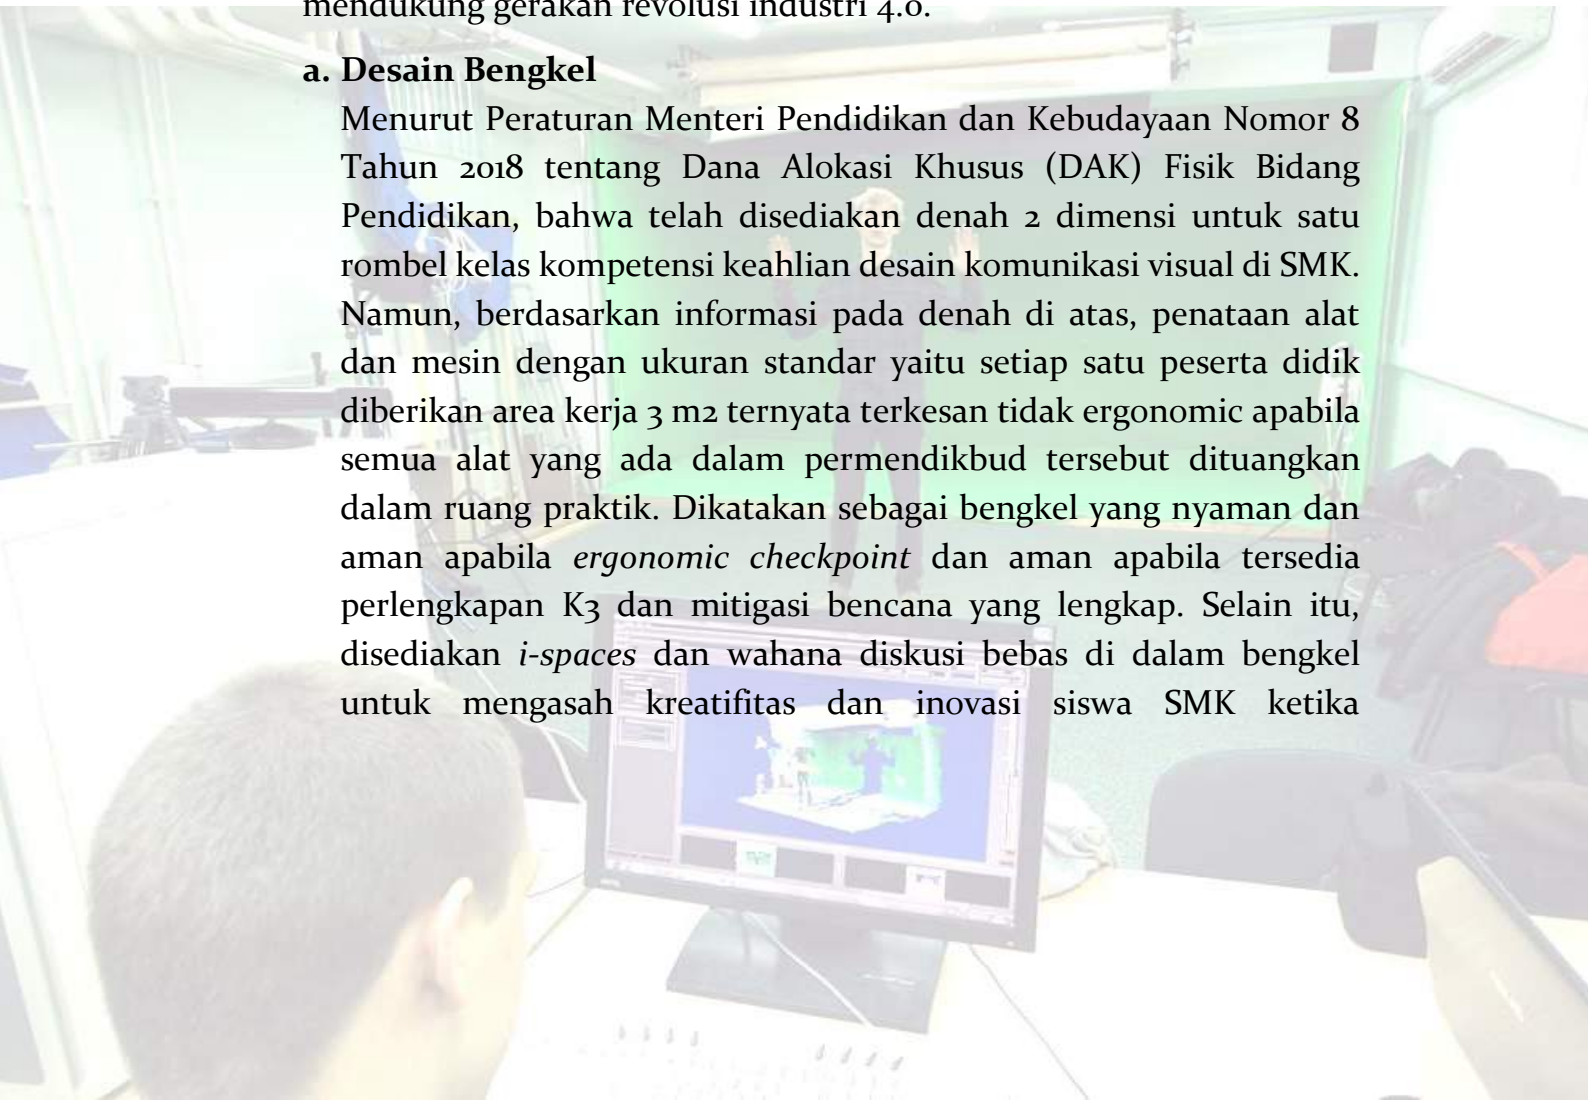 mendukung gerakan revolusi industri 4.0.
a. Desain Bengkel
Menurut Peraturan Menteri Pendidikan dan Kebudayaan Nomor 8
Tahun 2018 tentang Dana Alokasi Khusus (DAK) Fisik Bidang
Pendidikan, bahwa telah disediakan denah 2 dimensi untuk satu
rombel kelas kompetensi keahlian desain komunikasi visual di SMK.
Namun, berdasarkan informasi pada denah di atas, penataan alat
dan mesin dengan ukuran standar yaitu setiap satu peserta didik
diberikan area kerja 3 m2 ternyata terkesan tidak ergonomic apabila
semua alat yang ada dalam permendikbud tersebut dituangkan
dalam ruang praktik. Dikatakan sebagai bengkel yang nyaman dan
aman apabila ergonomic checkpoint dan aman apabila tersedia
perlengkapan K3 dan mitigasi bencana yang lengkap. Selain itu,
disediakan i-spaces dan wahana diskusi bebas di dalam bengkel
untuk mengasah kreatifitas dan inovasi siswa SMK ketika